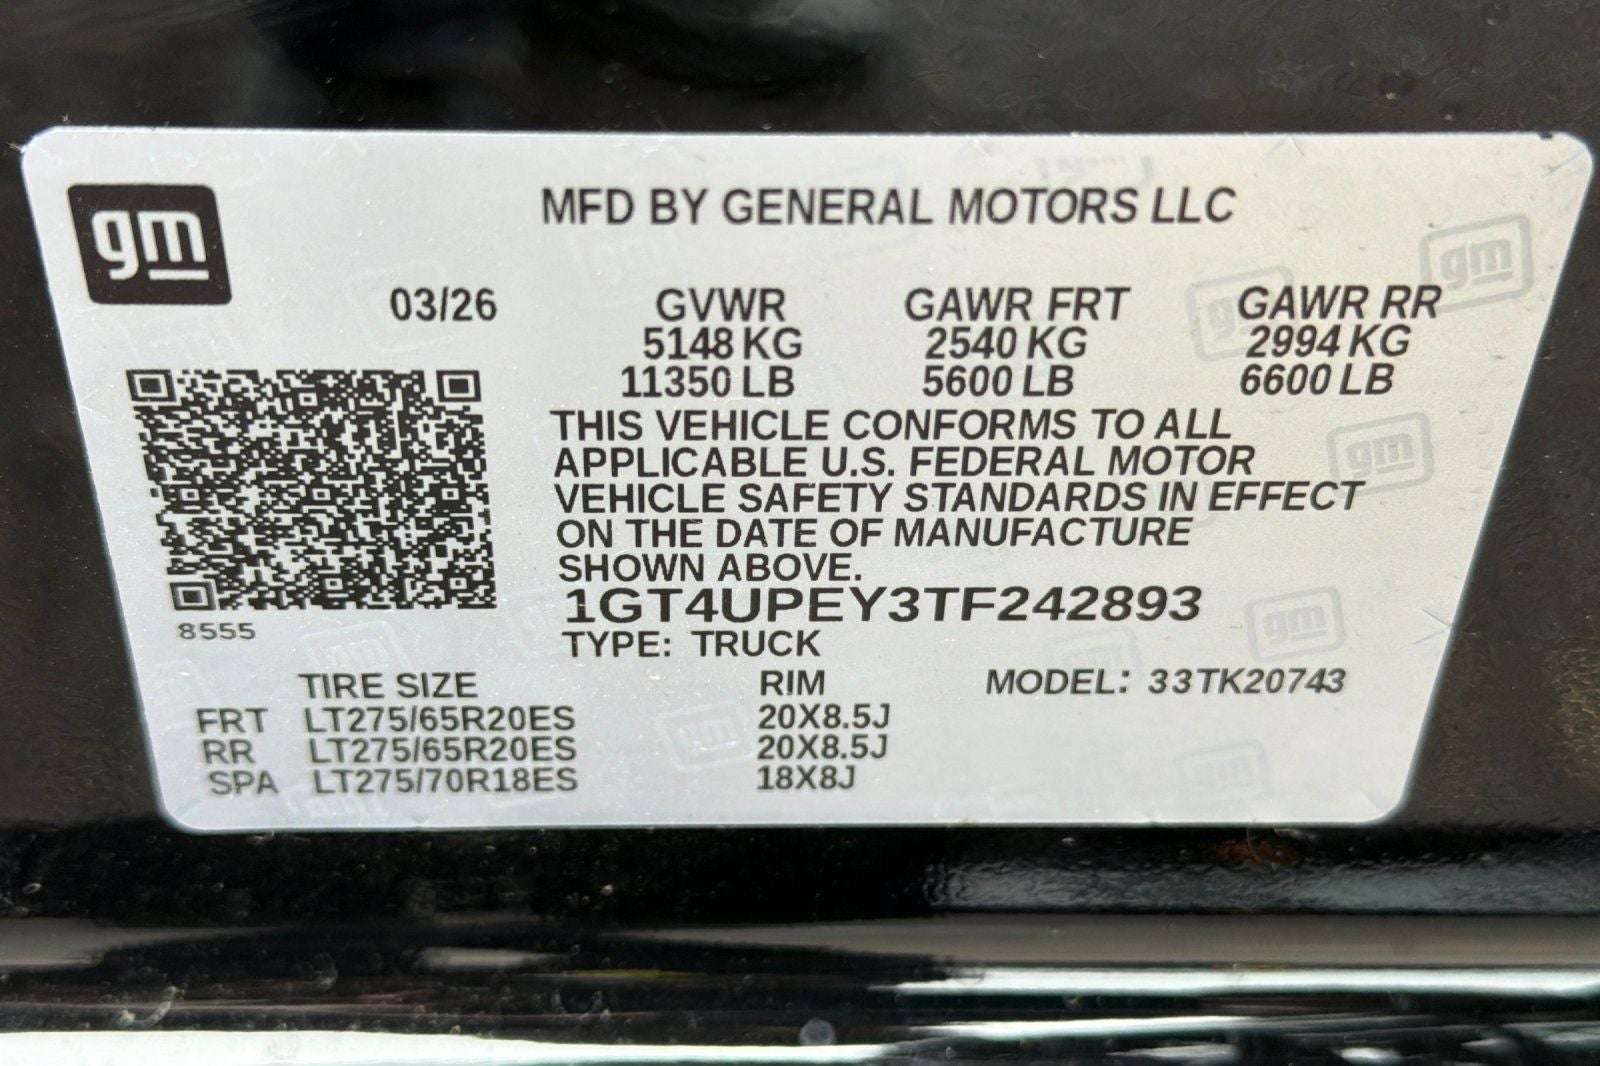 gm
MFD BY GENERAL MOTORS LLC
03/26 GVWR GAWR FRT GAWR RR
5148 KG 2540 KG 2994 KG
11350 LB 5600 LB 6600 LB
THIS VEHICLE CONFORMS TO ALL
APPLICABLE U.S. FEDERAL MOTOR
VEHICLE SAFETY STANDARDS IN EFFECT
ON THE DATE OF MANUFACTURE
SHOWN ABOVE.
1GT4UPEY3TF242893
8555
TYPE: TRUCK
TIRE SIZE RIM MODEL: 33TK20743
FRT LT275/65R20ES 20X8.5J
RR LT275/65R20ES 20X8.5J
SPA LT275/70R18ES 18X8J